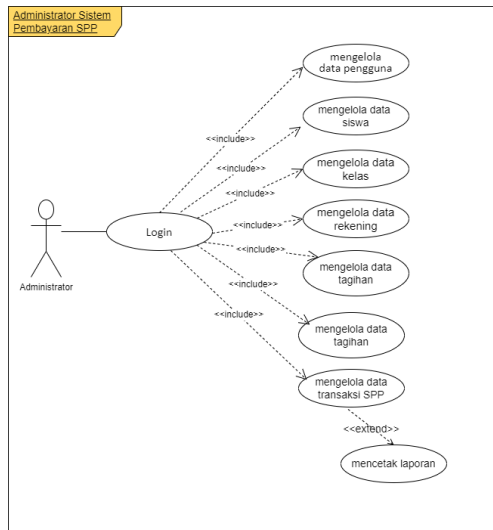 Administrator Sistem
Pembayaran SPP
mengelola
data pengguna
mengelola data
siswa
<<include>>
<<include>>
mengelola data
kelas
<<include>>
mengelola data
rekening
<<include>>
Login
<<include>>
mengelola data
tagihan
Administrator
<<include>>
<<include>>
mengelola data
tagihan
mengelola data
transaksi SPP
<<extend>>
mencetak laporan